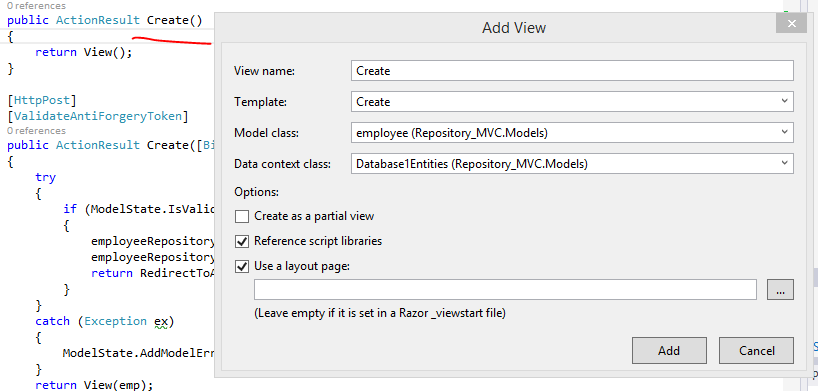 0 references
public ActionResult Create()
{
return View();
}
[HttpPost]
[ValidateAntiForgeryToken]
0 references
public ActionResult Create([Bi
{
try
{
if (ModelState.IsValid
{
employeeRepository
employeeRepository
return RedirectToA
}
}
catch (Exception ex)
{
ModelState.AddModelErr
}
return View(emp);
Add View
View name:
Create
Template:
Create
Model class:
employee (Repository_MVC.Models)
Data context class:
Database1Entities (Repository_MVC.Models)
Options:
Create as a partial view
Reference script libraries
Use a layout page:
...
(Leave empty if it is set in a Razor _viewstart file)
Add
Cancel